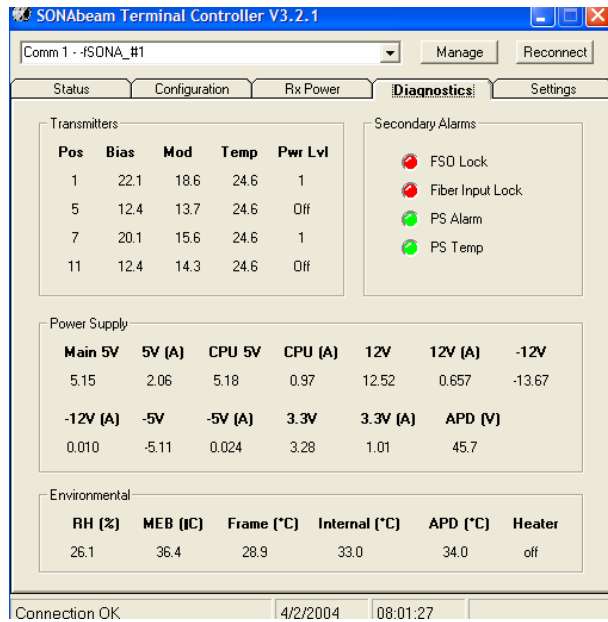 SONAbeam Terminal Controller V3.2.1
Comm 1 - -fSONA_#1 Manage Reconnect
Status Configuration Rx Power Diagnostics Settings
Transmitters
Pos Bias Mod Temp Pwr Lvl
1 22.1 18.6 24.6 1
5 12.4 13.7 24.6 Off
7 20.1 15.6 24.6 1
11 12.4 14.3 24.6 Off
Secondary Alarms
FSO Lock
Fiber Input Lock
PS Alarm
PS Temp
Power Supply
Main 5V 5V (A) CPU 5V CPU (A) 12V 12V (A) -12V
5.15 2.06 5.18 0.97 12.52 0.657 -13.67
-12V (A) -5V -5V (A) 3.3V 3.3V (A) APD (V)
0.010 -5.11 0.024 3.28 1.01 45.7
Environmental
RH (%) MEB (C) Frame (°C) Internal (°C) APD (°C) Heater
26.1 36.4 28.9 33.0 34.0 off
Connection OK 4/2/2004 08:01:27